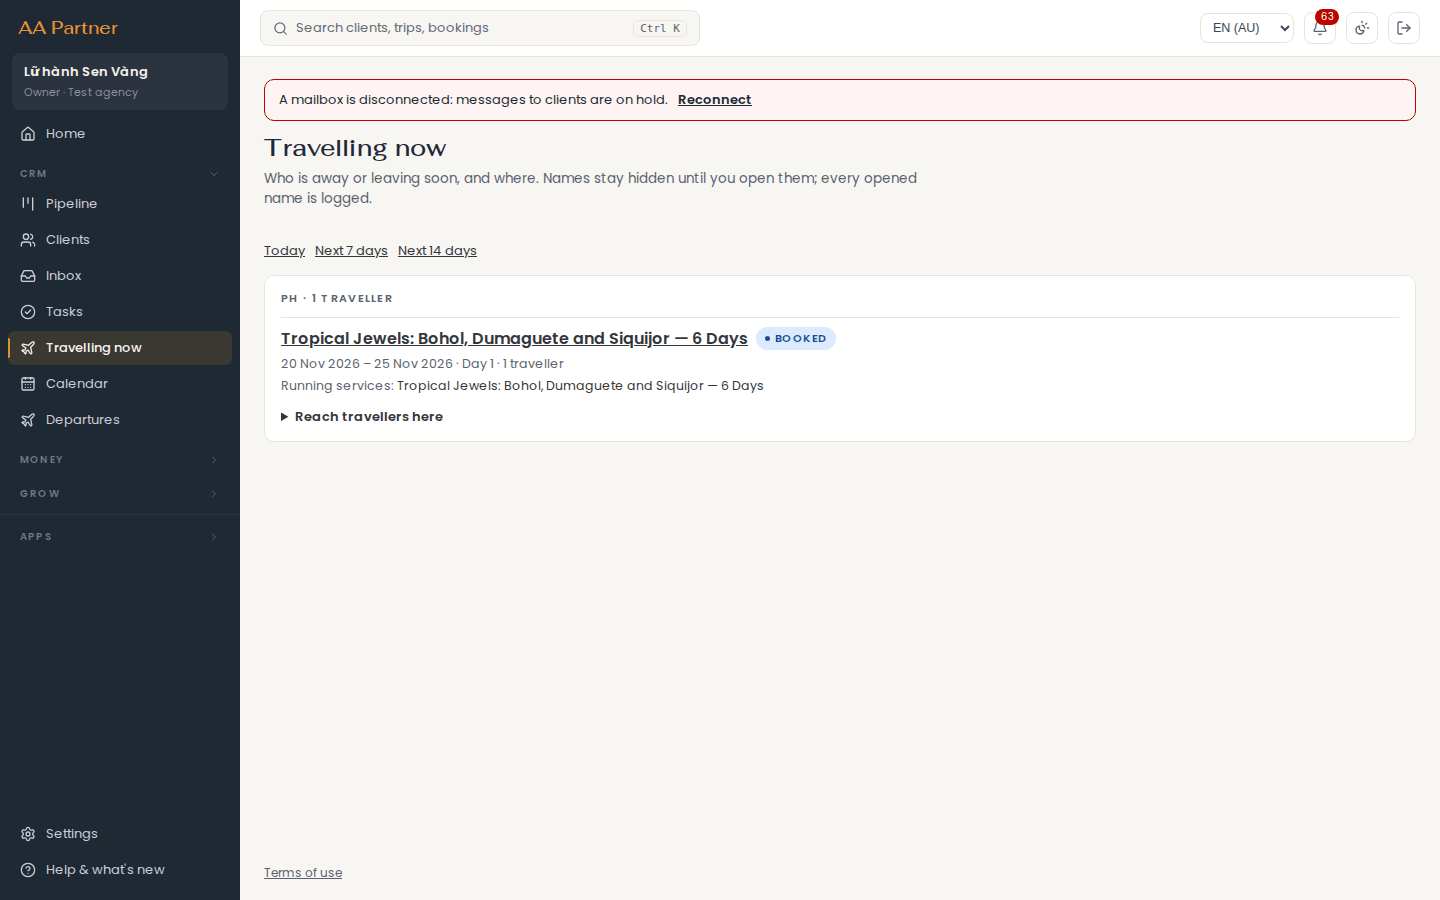 AA Partner
Search clients, trips, bookings
Ctrl K
EN (AU)
63
Lữ hành Sen Vàng
Owner · Test agency
Home
CRM
Pipeline
Clients
Inbox
Tasks
Travelling now
Calendar
Departures
MONEY
GROW
APPS
Settings
Help & what's new
A mailbox is disconnected: messages to clients are on hold. Reconnect
Travelling now
Who is away or leaving soon, and where. Names stay hidden until you open them; every opened
name is logged.
Today Next 7 days Next 14 days
PH · 1 TRAVELLER
Tropical Jewels: Bohol, Dumaguete and Siquijor — 6 Days BOOKED
20 Nov 2026 – 25 Nov 2026 · Day 1 · 1 traveller
Running services: Tropical Jewels: Bohol, Dumaguete and Siquijor — 6 Days
Reach travellers here
Terms of use